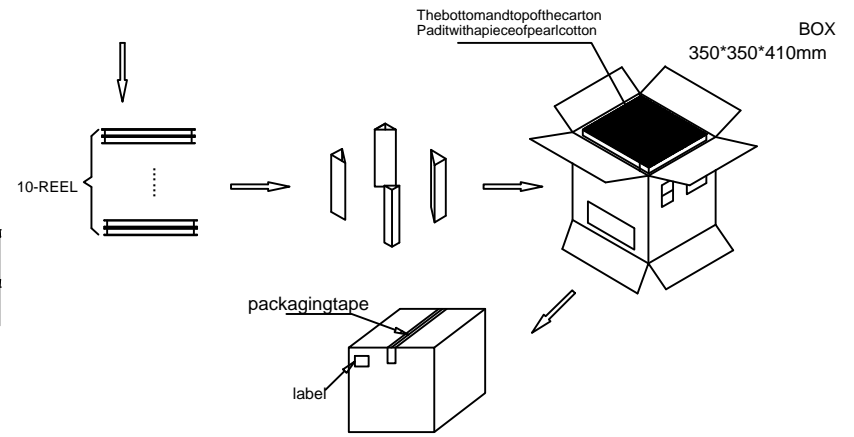 Thebottomandtopofthecarton
Paditwithapieceofpearlcotton
BOX
350*350*410mm
10-REEL
packagingtape
label